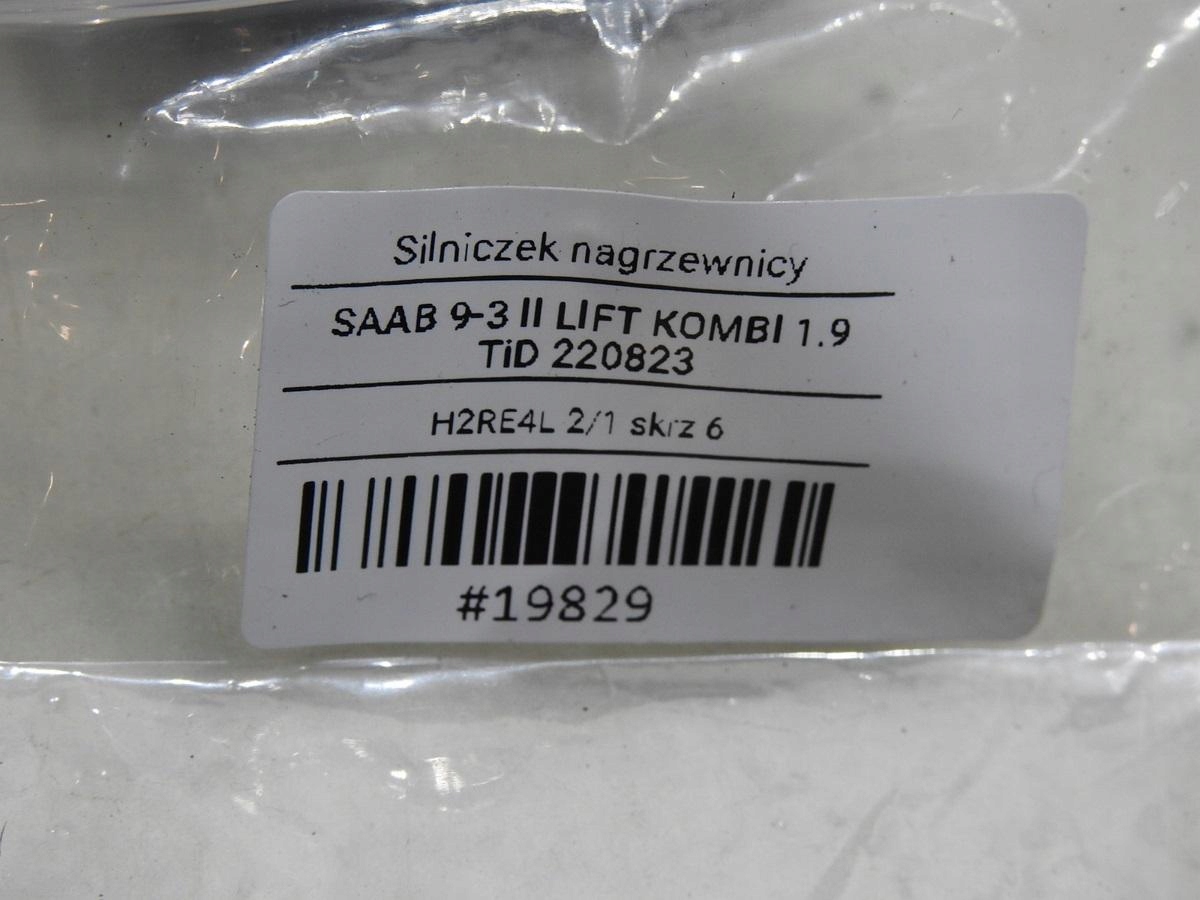 Silniczek nagrzewnicy
SAAB 9-3 II LIFT KOMBI 1.9
TiD 220823
H2RE4L 2/1 skrz 6
#19829